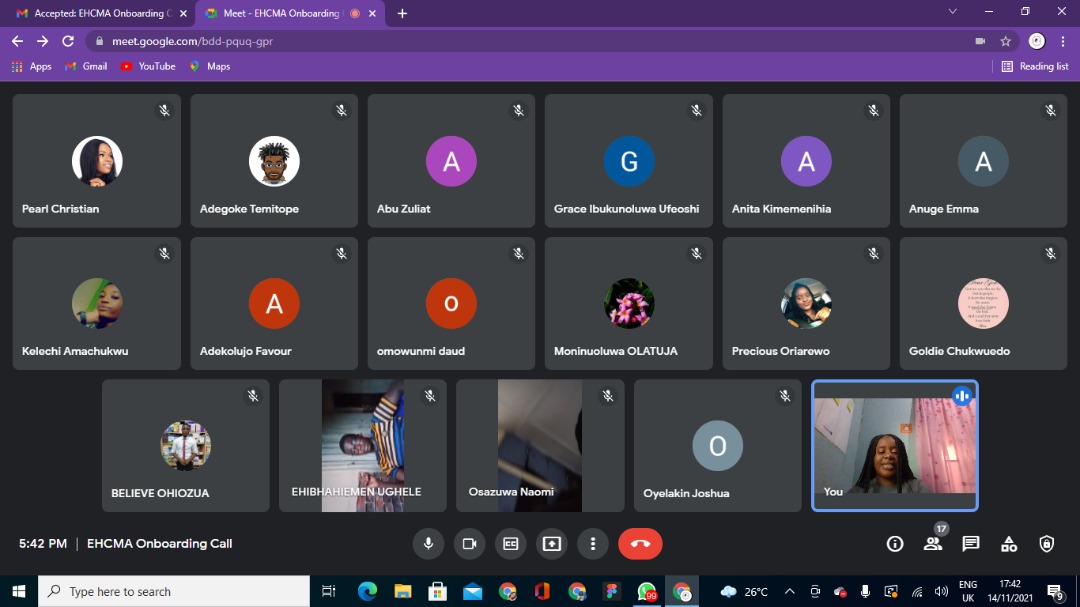 Accepted: EHCMA Onboarding C
Meet - EHCMA Onboarding
meet.google.com/bdd-pquq-gpr
Apps
Gmail
YouTube
Maps
Reading list
Pearl Christian
Adegoke Temitope
A
Abu Zuliat
G
Grace Ibukunoluwa Ufeoshi
A
Anita Kimemenihia
A
Anuge Emma
Kelechi Amachukwu
A
Adekolujo Favour
o
omowunmi daud
Moninuoluwa OLATUJA
Precious Oriarewo
Goldie Chukwuedo
BELIEVE OHIOZUA
EHIBHAHIEMEN UGHELE
Osazuwa Naomi
O
Oyelakin Joshua
You
5:42 PM | EHCMA Onboarding Call
CC
17
Type here to search
99
26°C
ENG
UK
17:42
14/11/2021
9